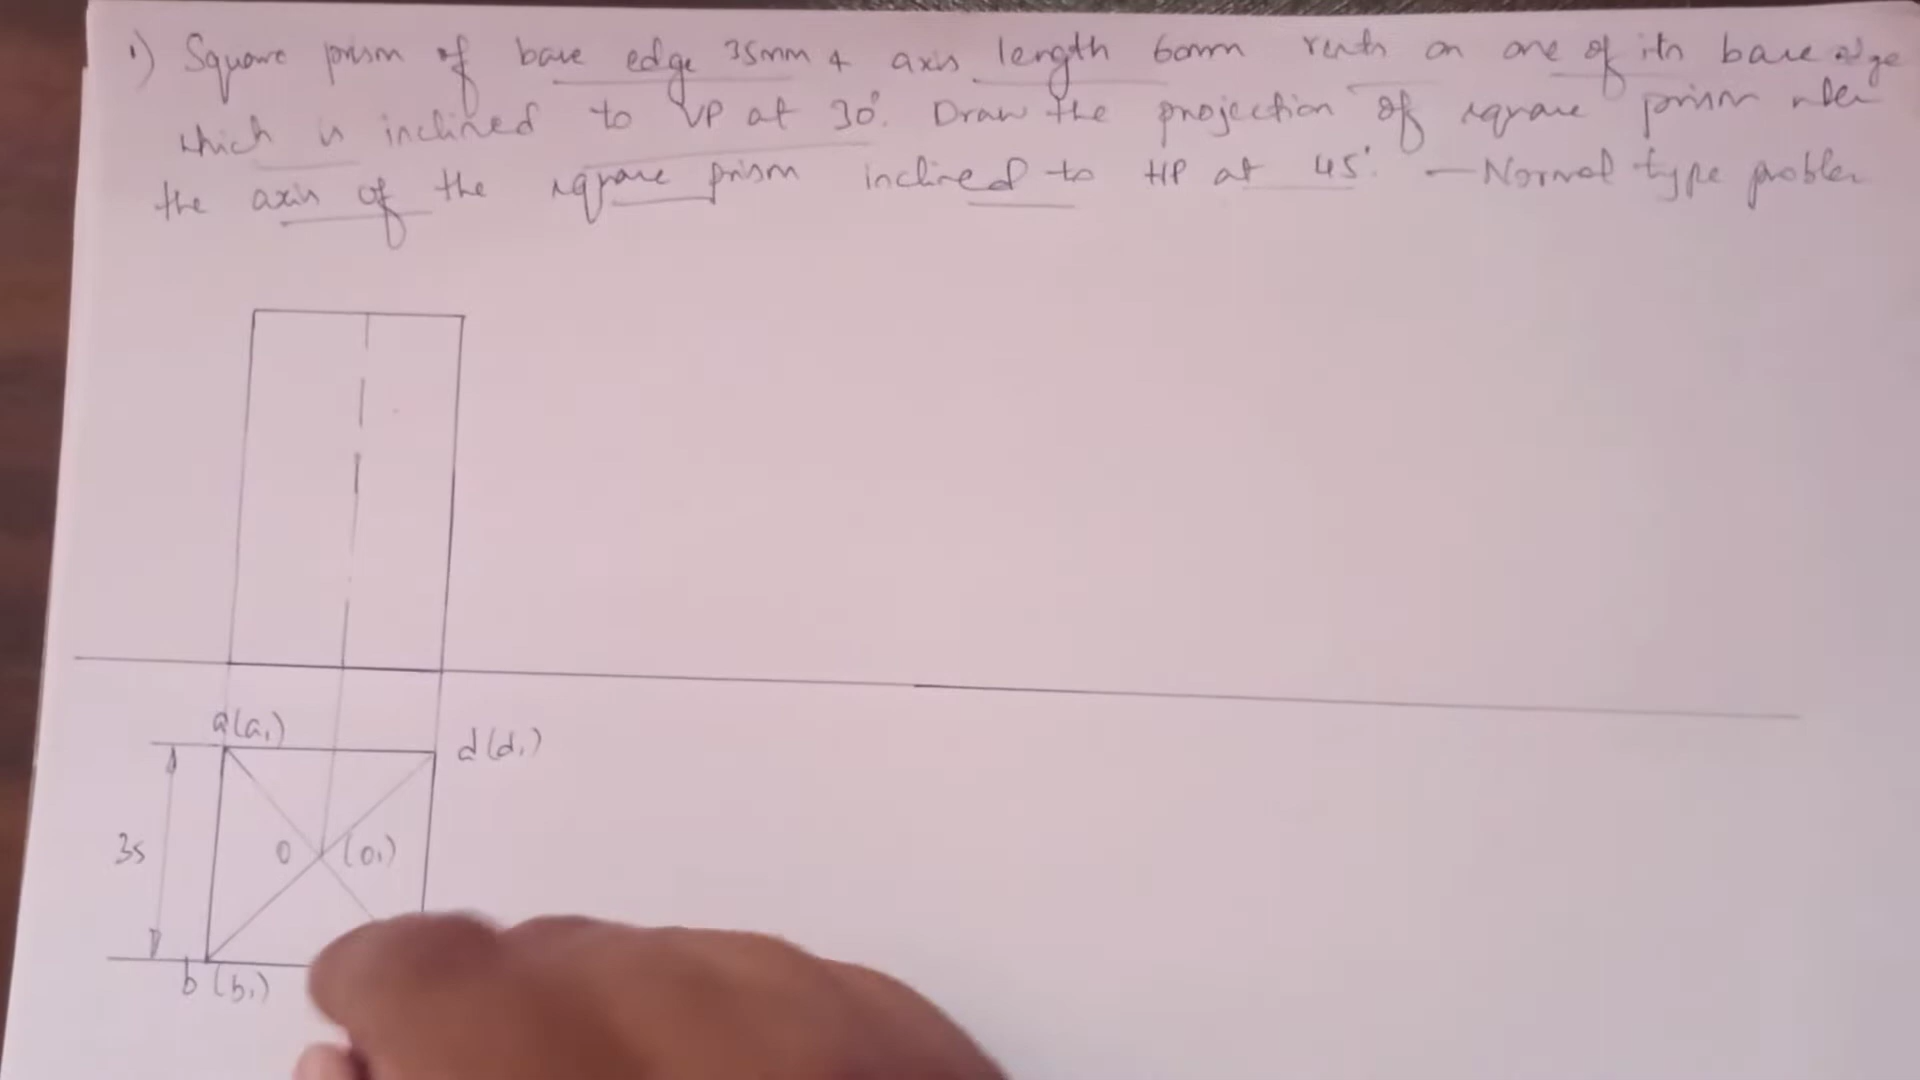 1) Square prism of base edge 35mm & axis length 60mm rests on one of its base edge
which is inclined to VP at 30°. Draw the projection of square prism when
the axis of the square prism inclined to HP at 45°. — Normal type problem
a(a₁)
d(d₁)
35
O (o₁)
b(b₁)